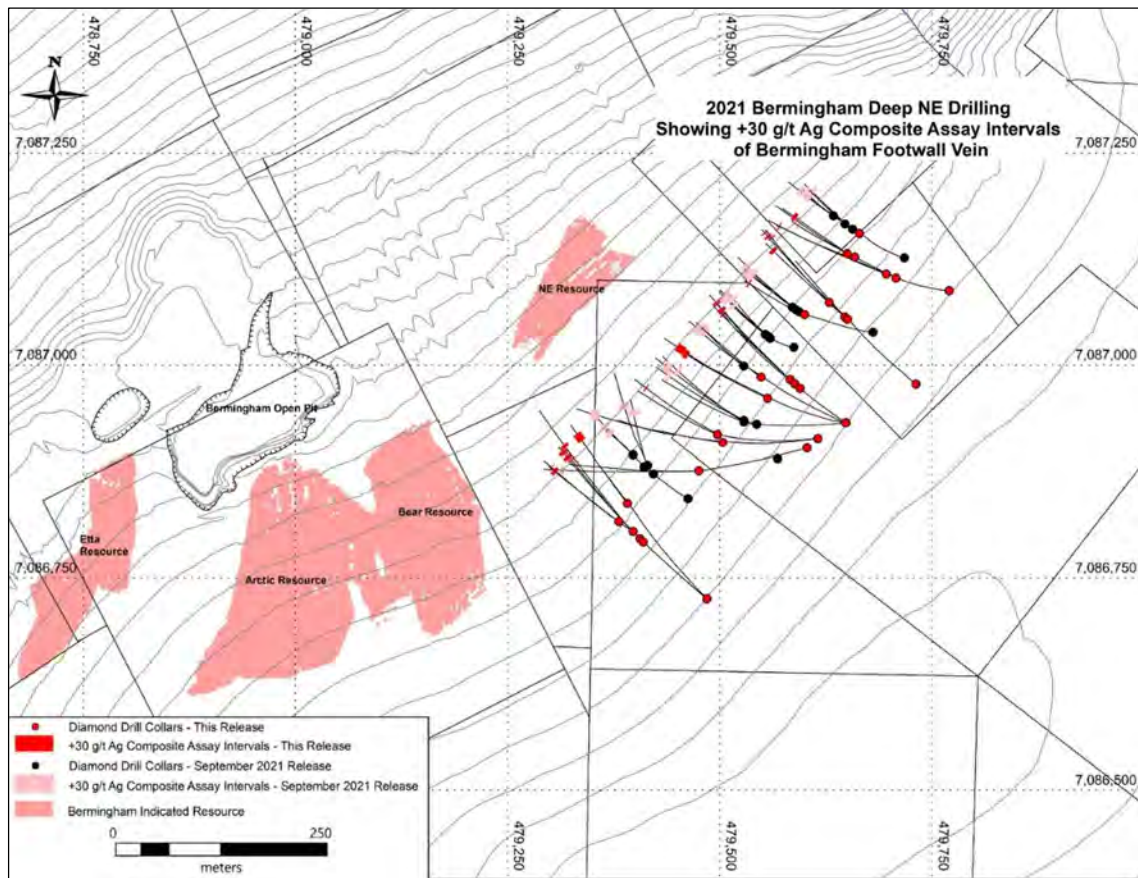 478,750
479,000
479,250
479,500
479,750
N
2021 Bermingham Deep NE Drilling
Showing +30 g/t Ag Composite Assay Intervals
of Bermingham Footwall Vein
7,087,250
7,087,250
NE Resource
7,087,000
7,087,000
Bermingham Open Pit
Bear Resource
Etta
Resource
Arctic Resource
7,086,750
7,086,750
Diamond Drill Collars - This Release
+30 g/t Ag Composite Assay Intervals - This Release
Diamond Drill Collars - September 2021 Release
+30 g/t Ag Composite Assay Intervals - September 2021 Release
Bermingham Indicated Resource
7,086,500
0
250
meters
479,250
479,500
479,750